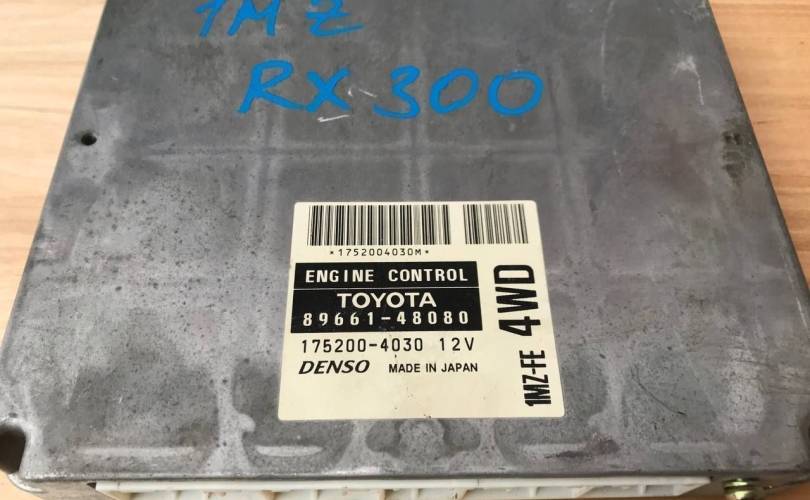 1MZ
RX 300
*1752004030M*
ENGINE CONTROL
TOYOTA
89661-48080
175200-4030 12V
DENSO MADE IN JAPAN
1MZ-FE 4WD